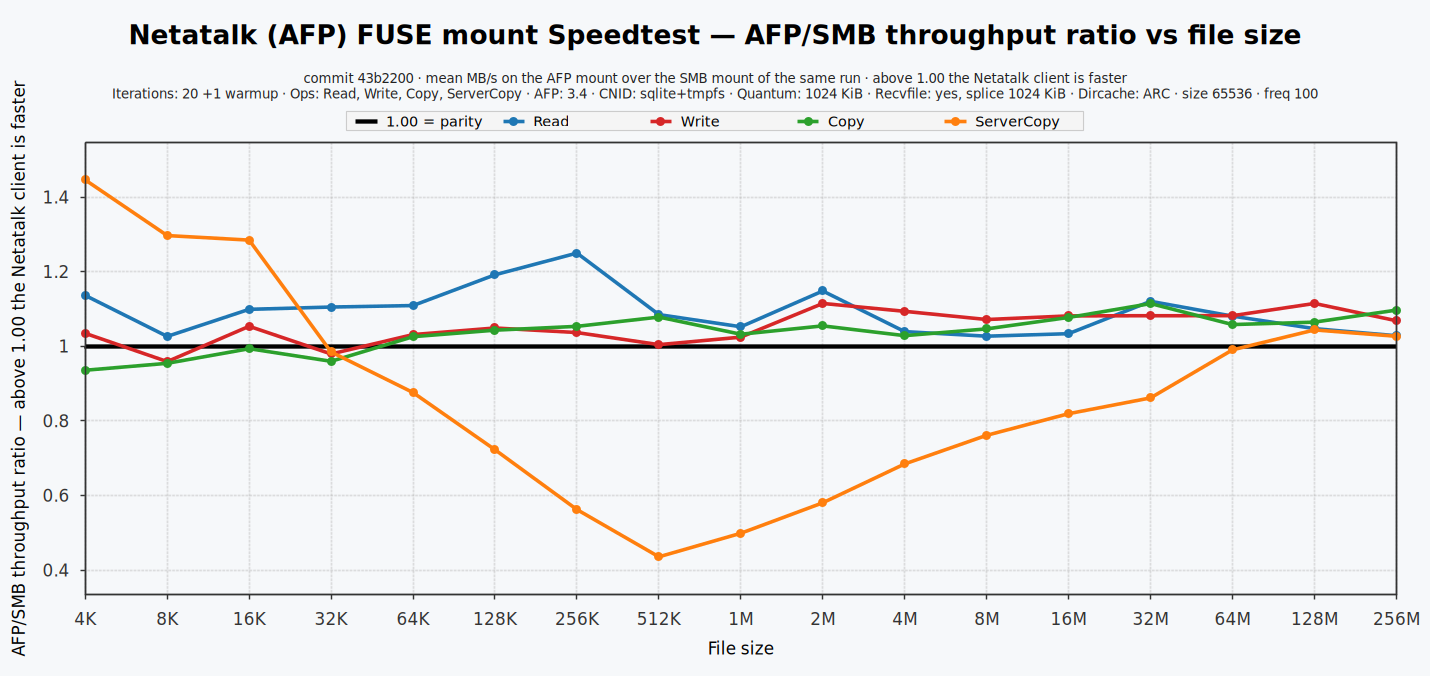 Netatalk (AFP) FUSE mount Speedtest — AFP/SMB throughput ratio vs file size
commit 43b2200 · mean MB/s on the AFP mount over the SMB mount of the same run · above 1.00 the Netatalk client is faster
Iterations: 20 +1 warmup · Ops: Read, Write, Copy, ServerCopy · AFP: 3.4 · CNID: sqlite+tmpfs · Quantum: 1024 KiB · Recvfile: yes, splice 1024 KiB · Dircache: ARC · size 65536 · freq 100
1.00 = parity Read Write Copy ServerCopy
AFP/SMB throughput ratio — above 1.00 the Netatalk client is faster
1.4
1.2
1
0.8
0.6
0.4
4K 8K 16K 32K 64K 128K 256K 512K 1M 2M 4M 8M 16M 32M 64M 128M 256M
File size